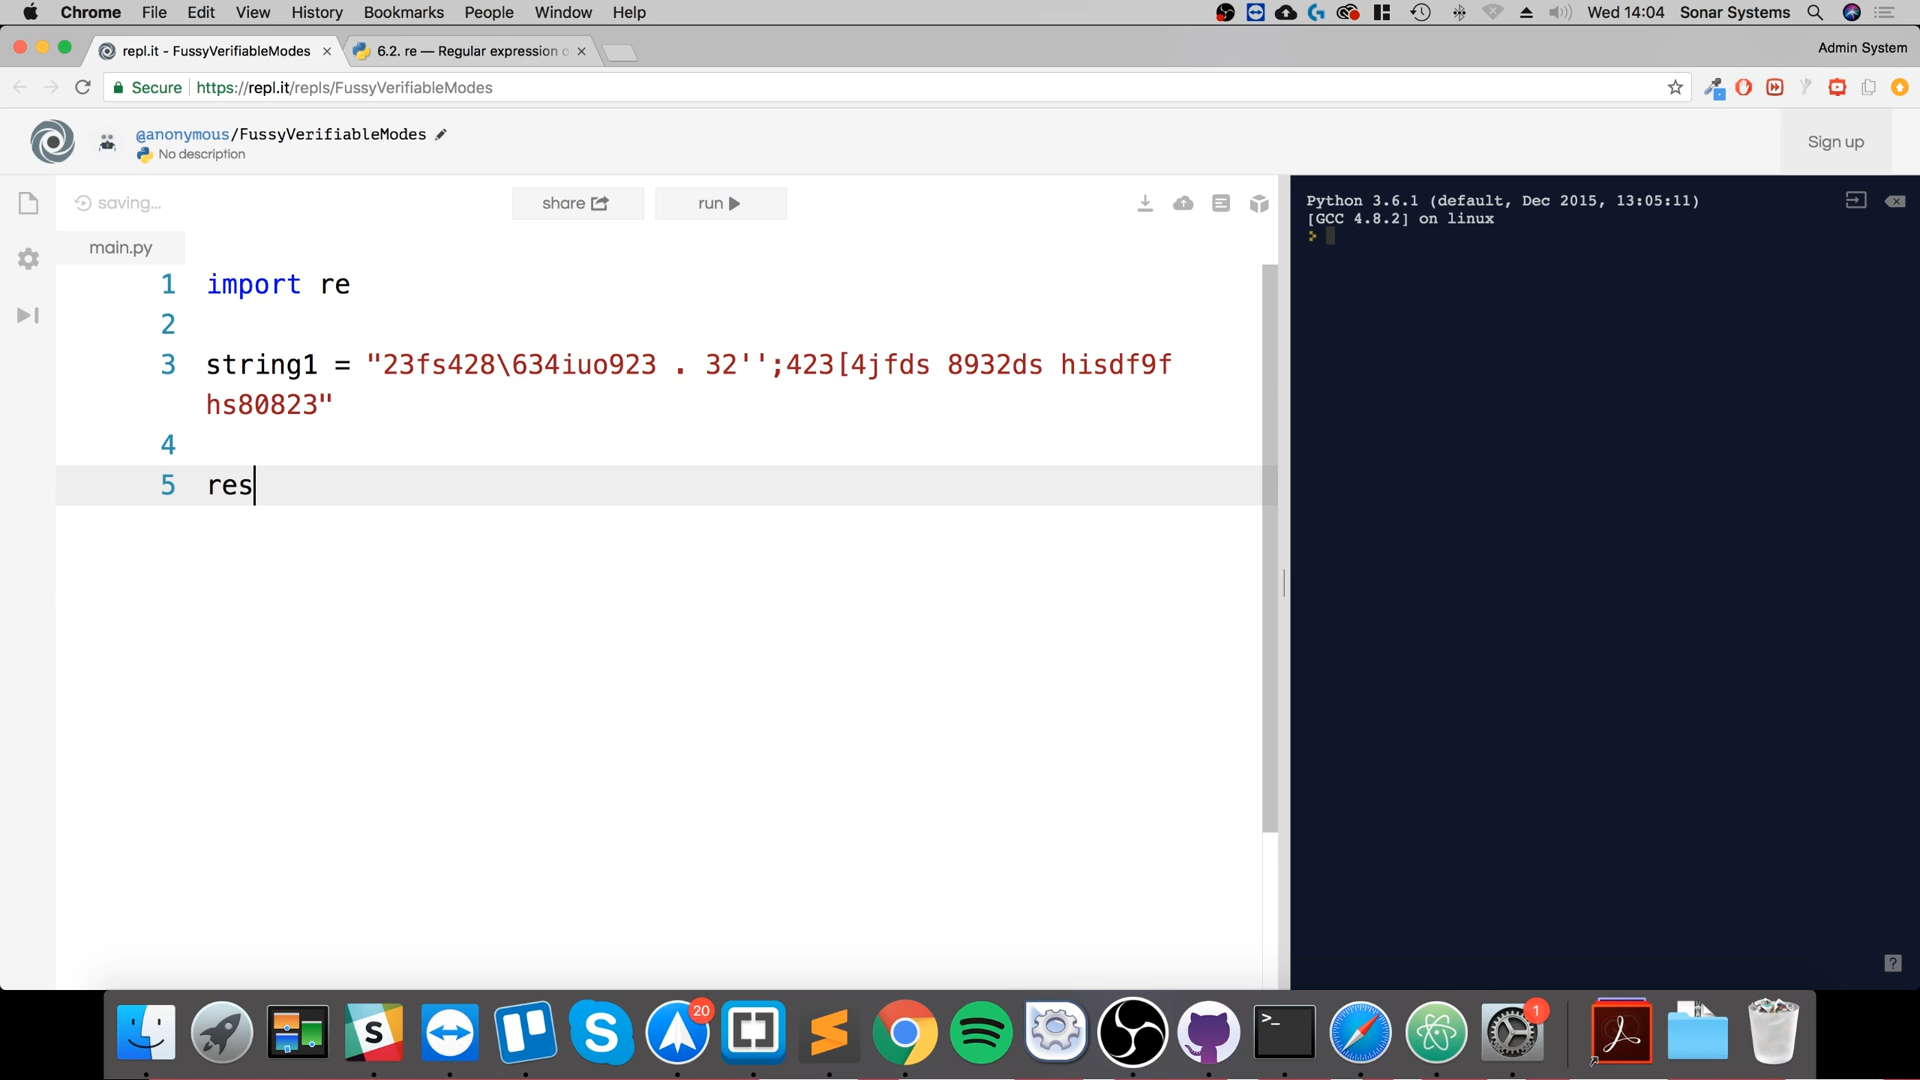 Chrome File Edit View History Bookmarks People Window Help Wed 14:04 Sonar Systems
repl.it - FussyVerifiableModes 6.2. re — Regular expression o Admin System
Secure https://repl.it/repls/FussyVerifiableModes
@anonymous/FussyVerifiableModes
No description
Sign up
saving...
share
run
main.py
1 import re
2
3 string1 = "23fs428\634iuo923 . 32'';423[4jfds 8932ds hisdf9f
hs80823"
4
5 res
Python 3.6.1 (default, Dec 2015, 13:05:11)
[GCC 4.8.2] on linux
>
?
S
S
20
>_
1